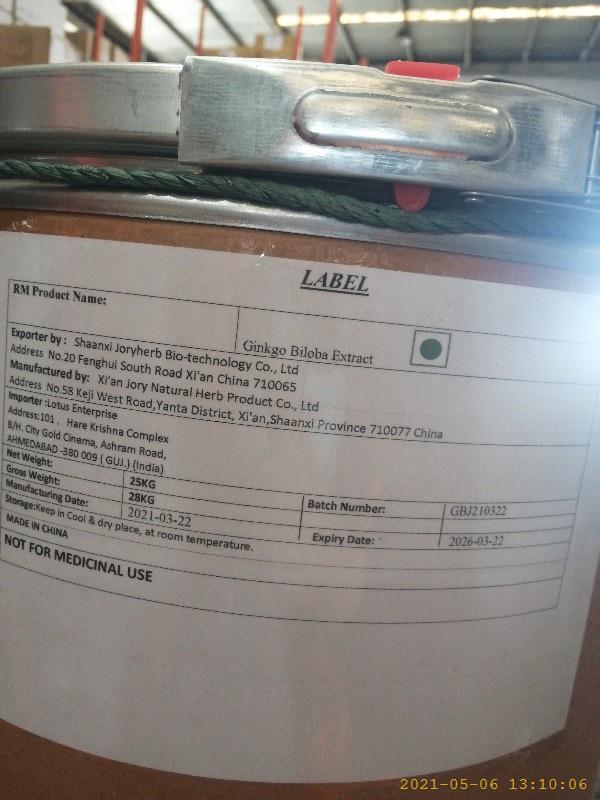 LABEL
RM Product Name:
Ginkgo Biloba Extract
Exporter by : Shaanxi Joryherb Bio-technology Co., Ltd
Address No.20 Fenghui South Road Xi'an China 710065
Manufactured by: Xi'an Jory Natural Herb Product Co., Ltd
Address No.58 Keji West Road,Yanta District, Xi'an,Shaanxi Province 710077 China
Importer :Lotus Enterprise
Address:101 , Hare Krishna Complex
B/H. City Gold Cinema, Ashram Road,
AHMEDABAD -380 009 ( GUJ.) (India)
Net Weight: 25KG
Gross Weight: 28KG
Batch Number: GBJ210322
Manufacturing Date: 2021-03-22
Expiry Date: 2026-03-22
Storage:Keep in Cool & dry place, at room temperature.
MADE IN CHINA
NOT FOR MEDICINAL USE
2021-05-06 13:10:06